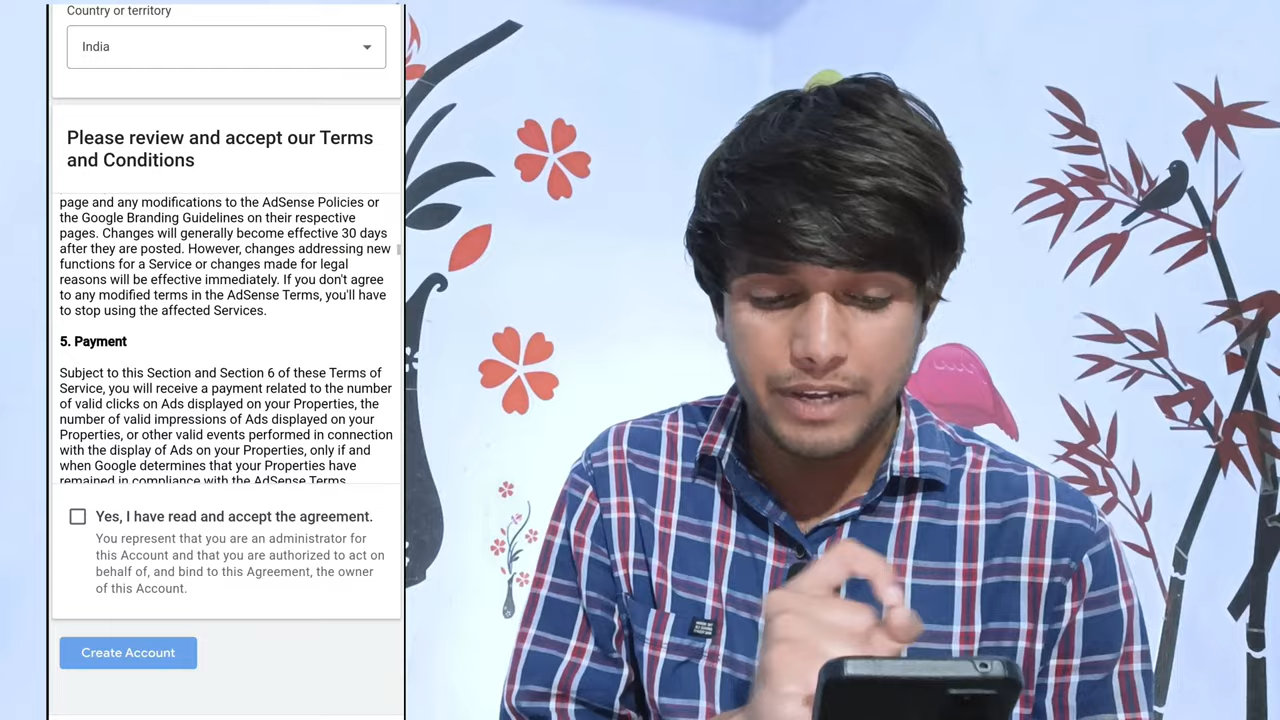 Country or territory
India
Please review and accept our Terms
and Conditions
page and any modifications to the AdSense Policies or
the Google Branding Guidelines on their respective
pages. Changes will generally become effective 30 days
after they are posted. However, changes addressing new
functions for a Service or changes made for legal
reasons will be effective immediately. If you don't agree
to any modified terms in the AdSense Terms, you'll have
to stop using the affected Services.
5. Payment
Subject to this Section and Section 6 of these Terms of
Service, you will receive a payment related to the number
of valid clicks on Ads displayed on your Properties, the
number of valid impressions of Ads displayed on your
Properties, or other valid events performed in connection
with the display of Ads on your Properties, only if and
when Google determines that your Properties have
remained in compliance with the AdSense Terms
Yes, I have read and accept the agreement.
You represent that you are an administrator for
this Account and that you are authorized to act on
behalf of, and bind to this Agreement, the owner
of this Account.
Create Account